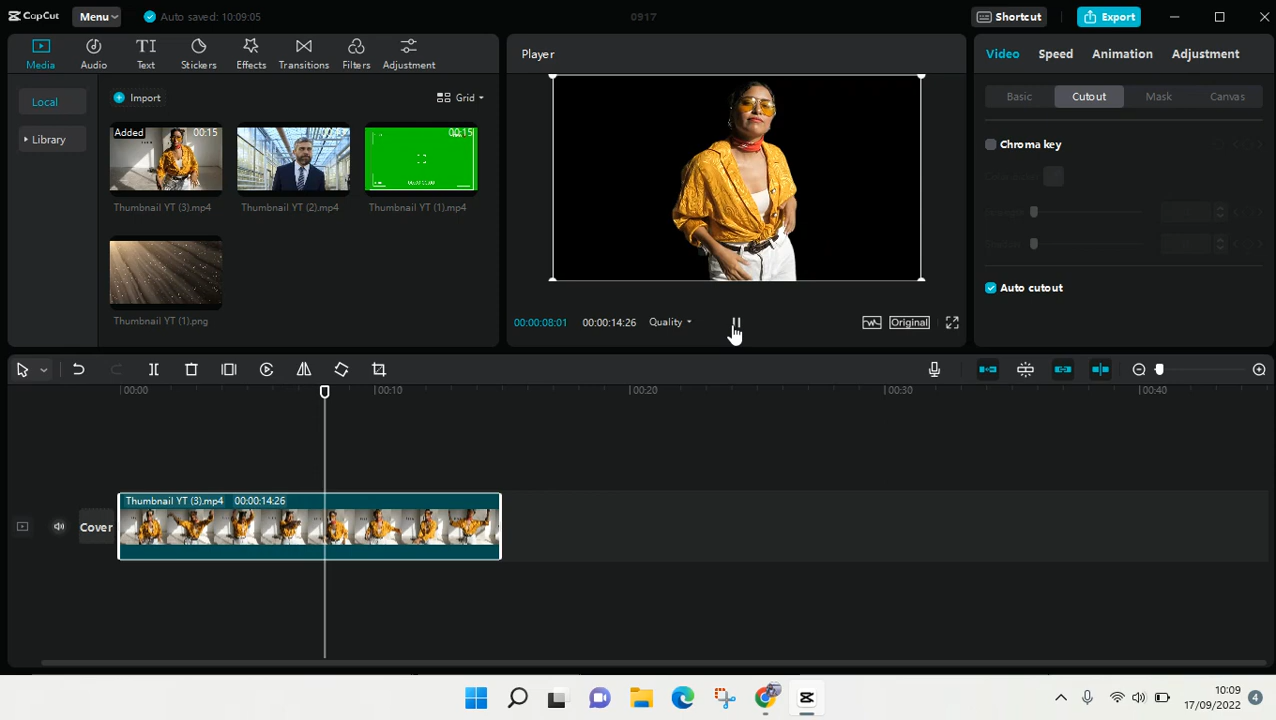 CapCut
Menu
Auto saved: 10:09:05
0917
Shortcut
Export
Media
Audio
Text
Stickers
Effects
Transitions
Filters
Adjustment
Player
Video
Speed
Animation
Adjustment
Local
Import
Grid
Basic
Cutout
Mask
Canvas
Library
Added
00:15
00:15
Chroma key
Thumbnail YT (3).mp4
Thumbnail YT (2).mp4
Thumbnail YT (1).mp4
Auto cutout
Thumbnail YT (1).png
00:00:08:01
00:00:14:26
Quality
Original
00:00
00:10
00:20
00:30
00:40
Thumbnail YT (3).mp4 00:00:14:26
Cover
10:09
17/09/2022
4